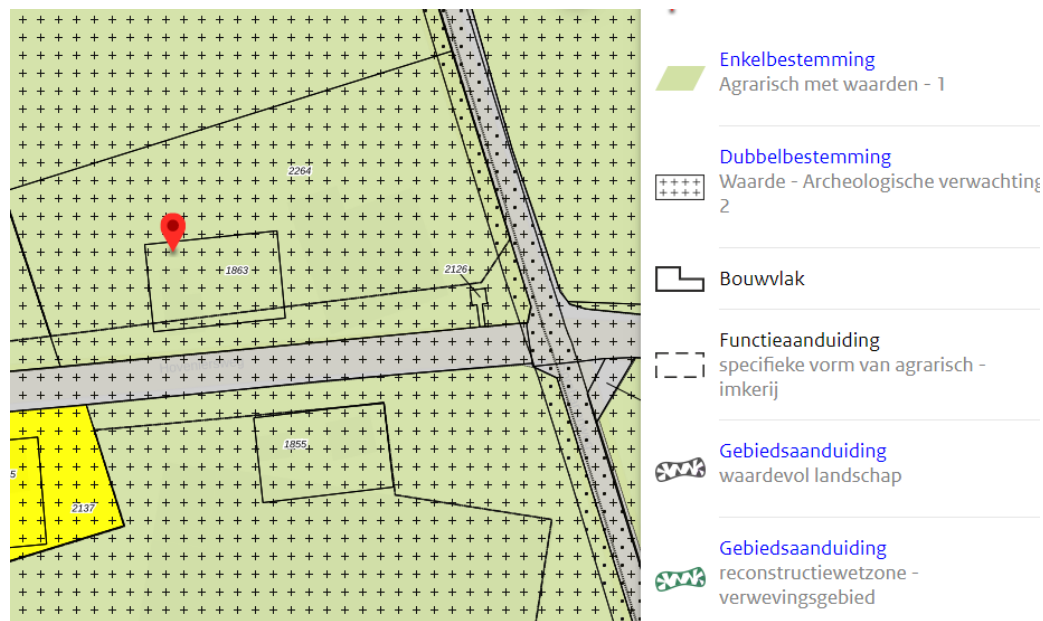 2264
1863
2126
1855
5
2137
Enkelbestemming
Agrarisch met waarden - 1
Dubbelbestemming
Waarde - Archeologische verwachting
2
Bouwvlak
Functieaanduiding
specifieke vorm van agrarisch -
imkerij
Gebiedsaanduiding
waardevol landschap
Gebiedsaanduiding
reconstructiewetzone -
verwevingsgebied